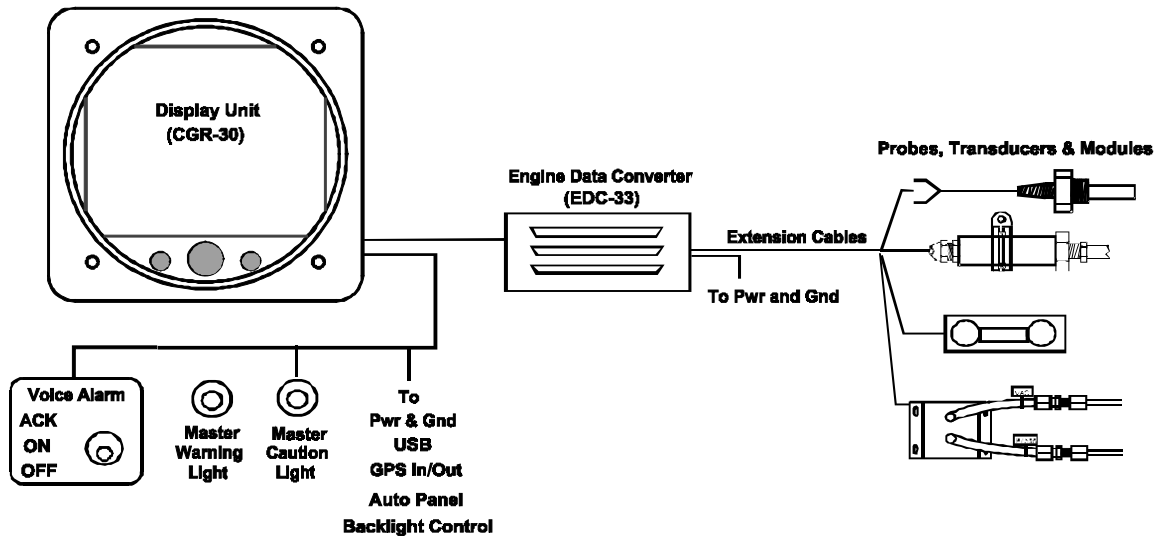 Display Unit
(CGR-30)
Probes, Transducers & Modules
Engine Data Converter
(EDC-33)
Extension Cables
To Pwr and Gnd
Voice Alarm
ACK
ON
OFF
Master
Warning
Light
Master
Caution
Light
To
Pwr & Gnd
USB
GPS In/Out
Auto Panel
Backlight Control